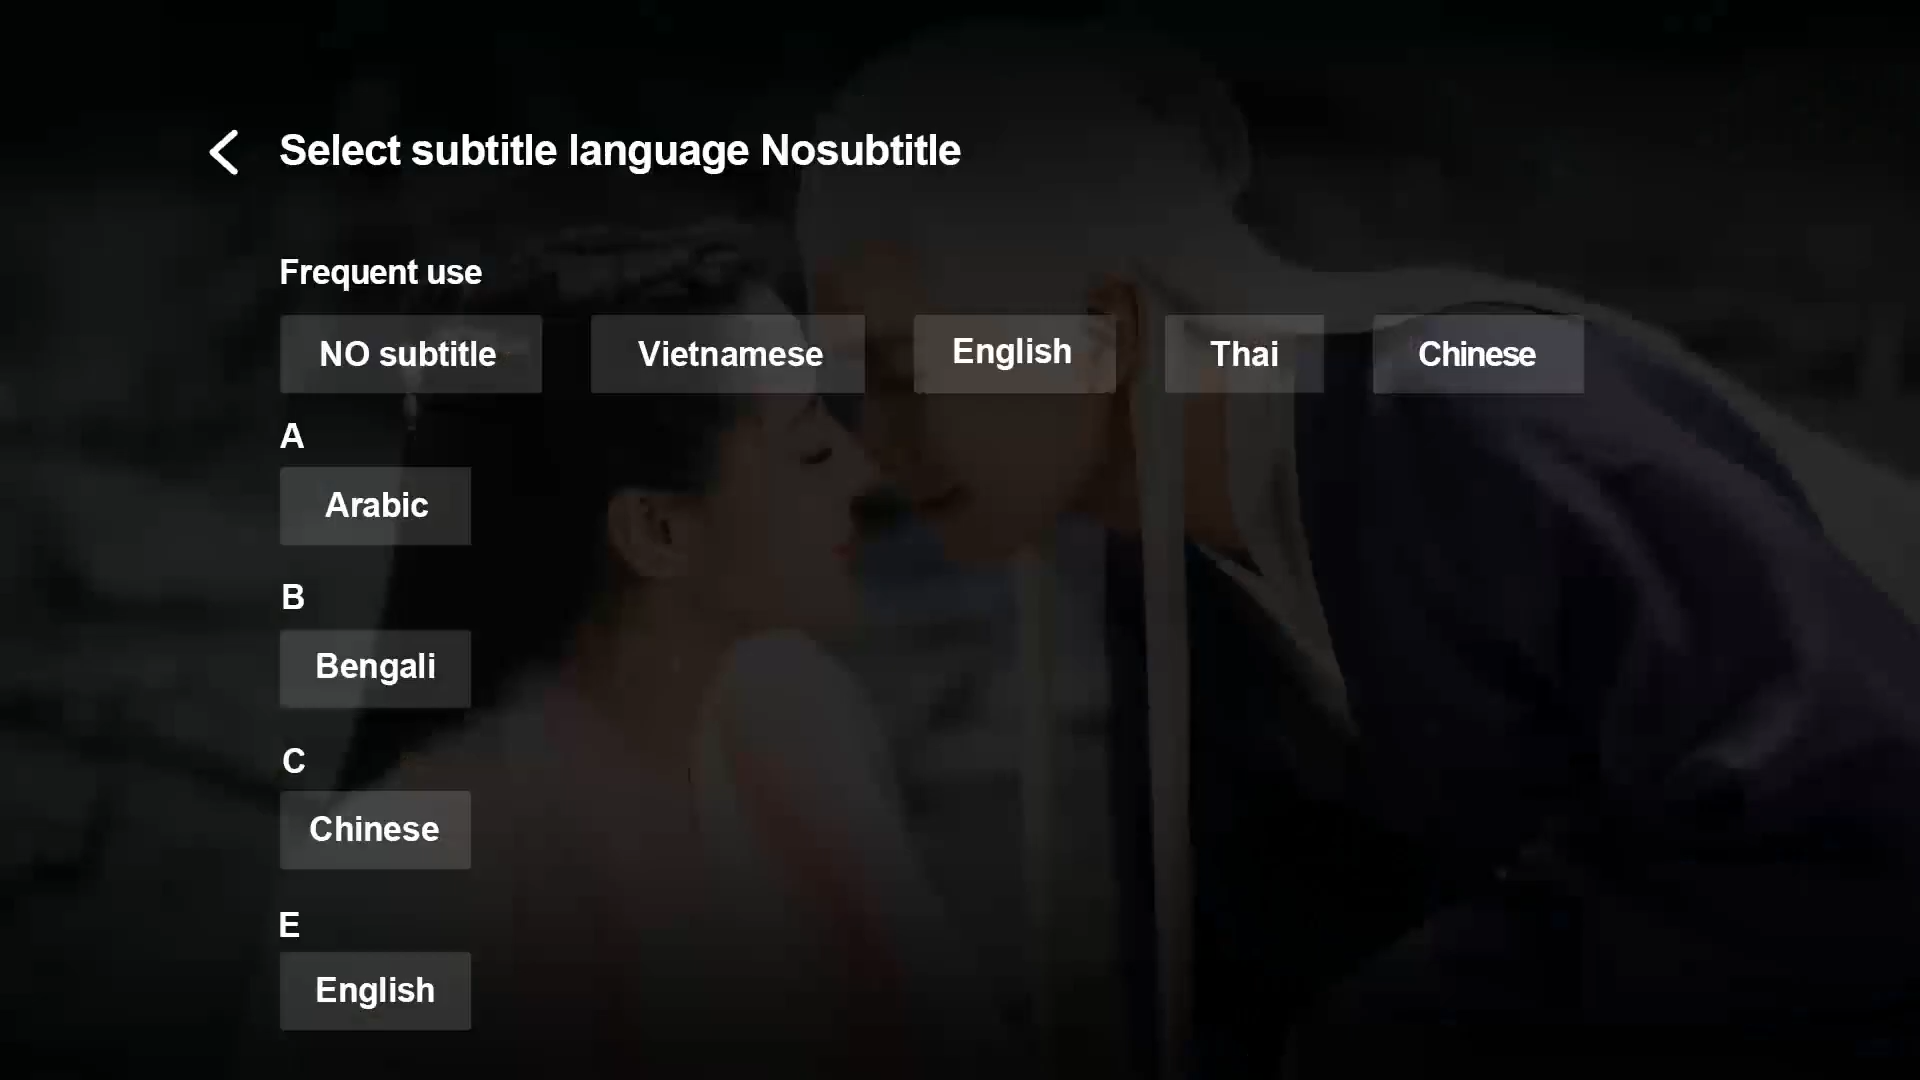 Select subtitle language Nosubtitle
Frequent use
NO subtitle Vietnamese English Thai Chinese
A
Arabic
B
Bengali
C
Chinese
E
English